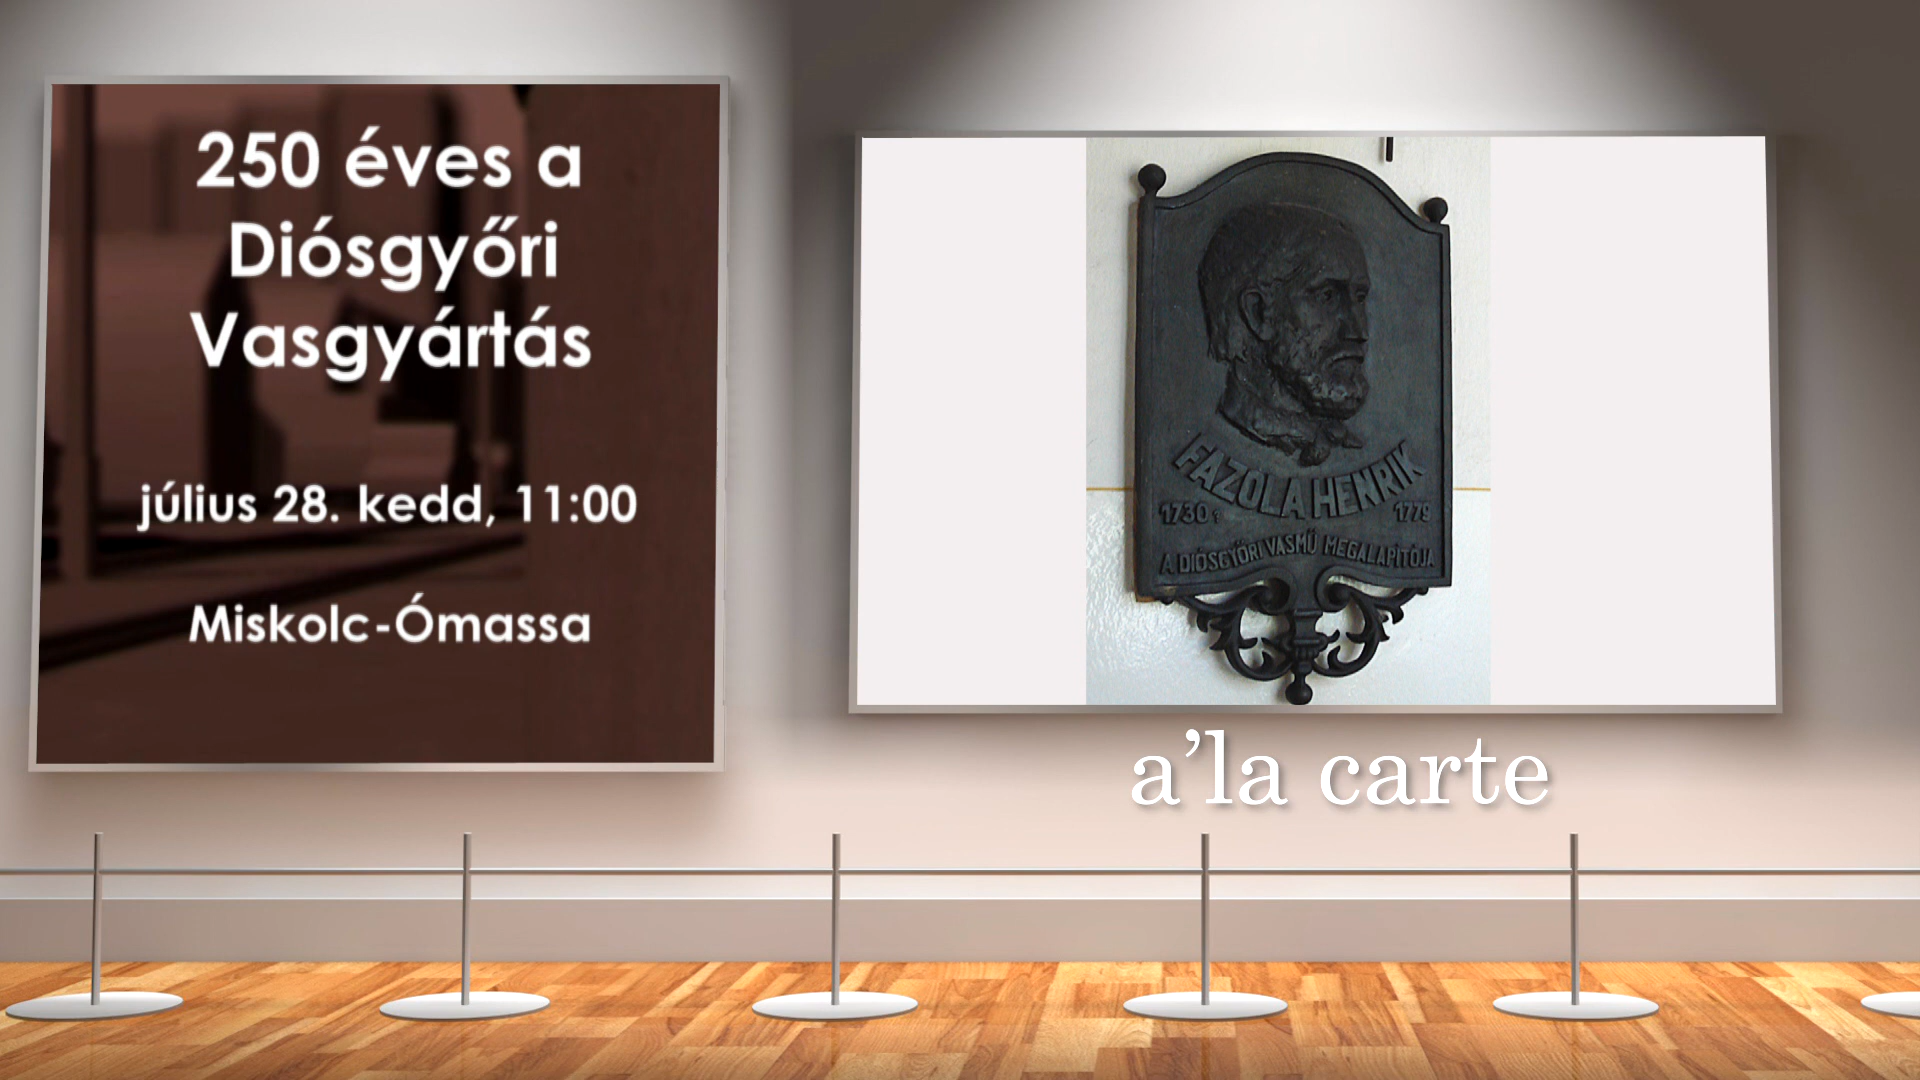 250 éves a
Diósgyőri
Vasgyártás
július 28. kedd, 11:00
Miskolc-Ómassa
FAZOLA HENRIK
1730? 1779
A DIÓSGYŐRI VASMŰ MEGALAPÍTÓJA
a’la carte